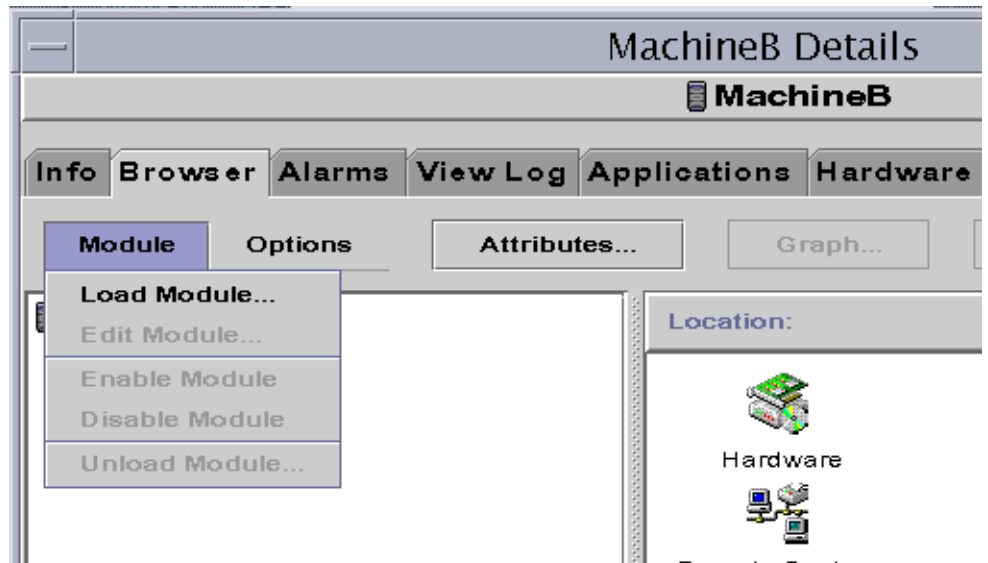 MachineB Details
MachineB
Info Browser Alarms View Log Applications Hardware
Module Options Attributes... Graph...
Load Module...
Edit Module...
Enable Module
Disable Module
Unload Module...
Location:
Hardware